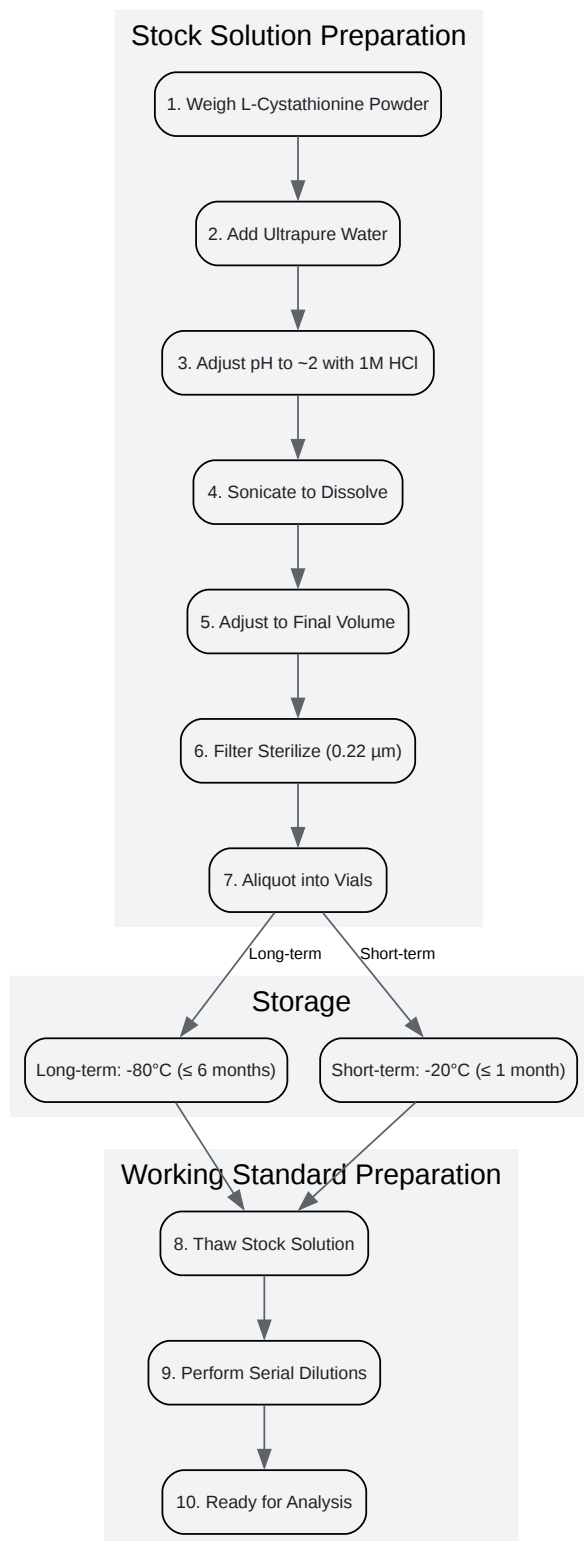 Stock Solution Preparation
1. Weigh L-Cystathionine Powder
2. Add Ultrapure Water
3. Adjust pH to ~2 with 1M HCl
4. Sonicate to Dissolve
5. Adjust to Final Volume
6. Filter Sterilize (0.22 µm)
7. Aliquot into Vials
Long-term
Short-term
Storage
Long-term: -80°C (≤ 6 months)
Short-term: -20°C (≤ 1 month)
Working Standard Preparation
8. Thaw Stock Solution
9. Perform Serial Dilutions
10. Ready for Analysis